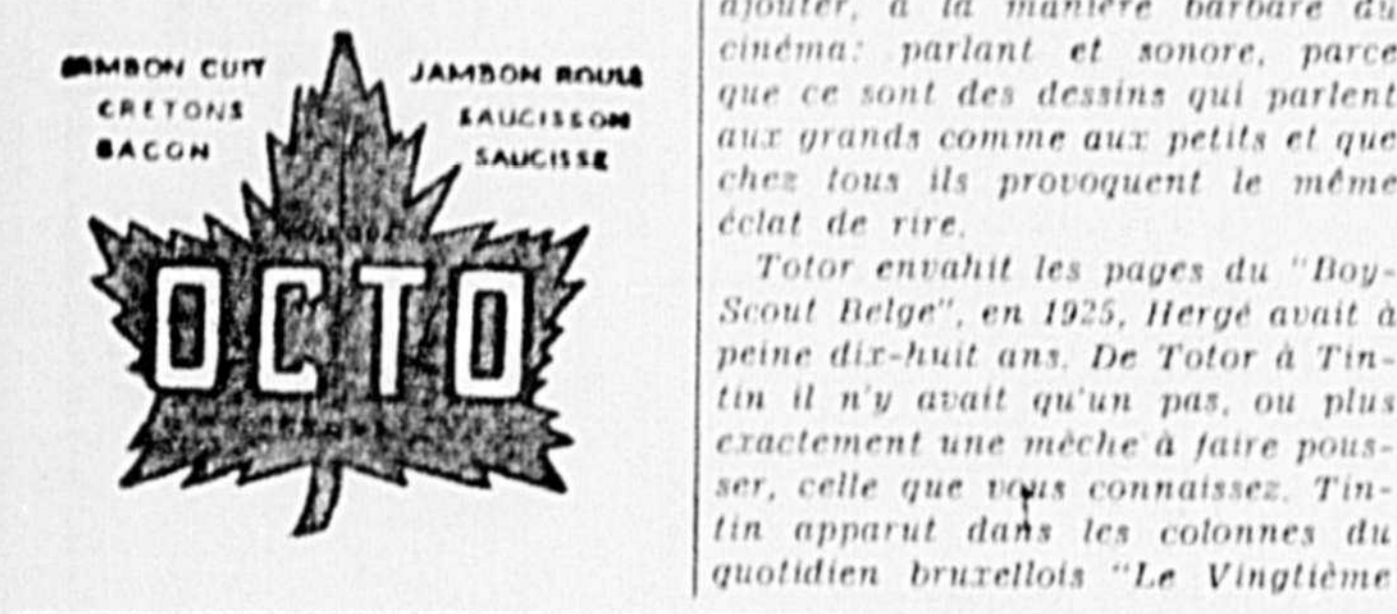 JAMBON CUIT
CRETONS
BACON
JAMBON ROULÉ
SAUCISSON
SAUCISSE
OCTO
ajouter, à la manière barbare du
cinéma: parlant et sonore, parce
que ce sont des dessins qui parlent
aux grands comme aux petits et que
chez tous ils provoquent le même
éclat de rire.
Totor envahit les pages du "Boy-
Scout Belge", en 1925, Hergé avait à
peine dix-huit ans. De Totor à Tin-
tin il n'y avait qu'un pas, ou plus
exactement une mèche à faire pous-
ser, celle que vous connaissez. Tin-
tin apparut dans les colonnes du
quotidien bruxellois "Le Vingtième